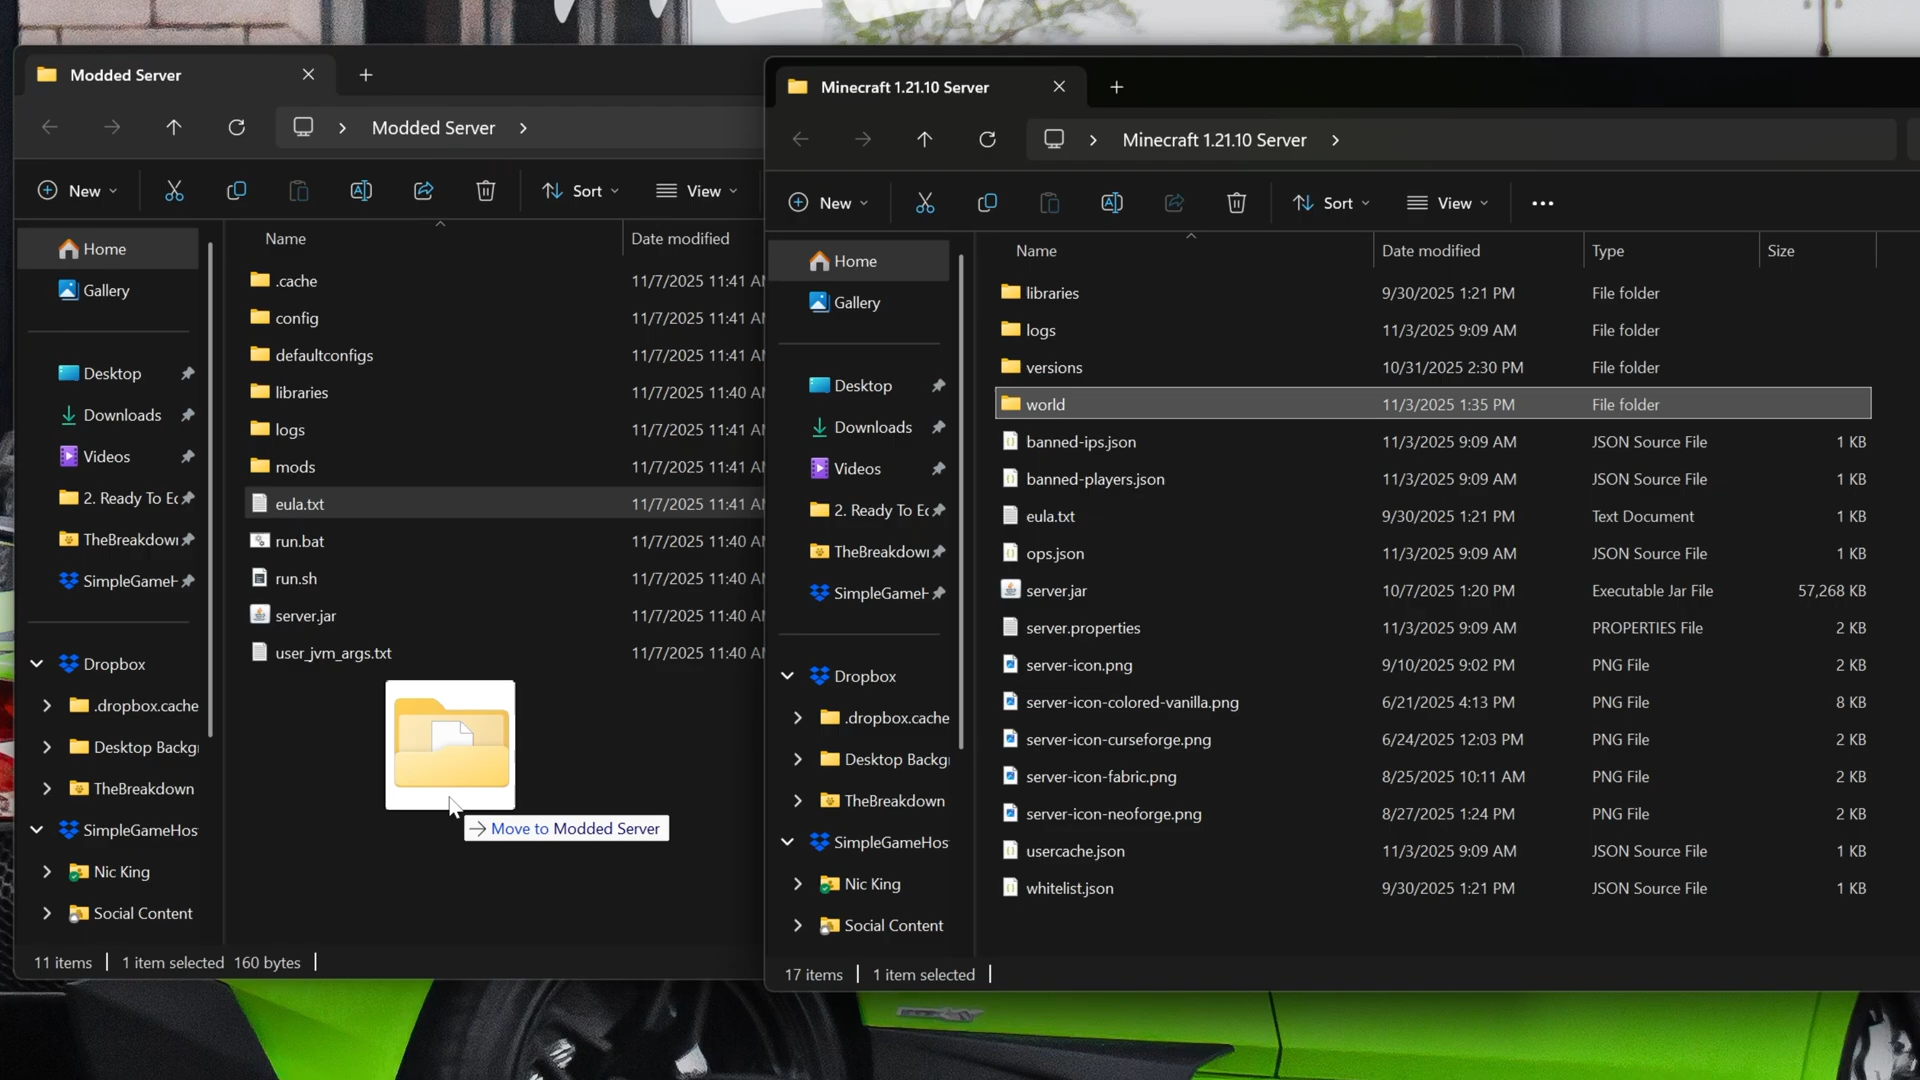 Modded Server
Modded Server
New
Sort
View
Name
Date modified
Home
Gallery
Desktop
Downloads
Videos
2. Ready To Ec
TheBreakdown
SimpleGameH
Dropbox
.dropbox.cache
Desktop Backgr
TheBreakdown
SimpleGameHos
Nic King
Social Content
.cache 11/7/2025 11:41 AM
config 11/7/2025 11:41 AM
defaultconfigs 11/7/2025 11:41 AM
libraries 11/7/2025 11:40 AM
logs 11/7/2025 11:41 AM
mods 11/7/2025 11:41 AM
eula.txt 11/7/2025 11:41 AM
run.bat 11/7/2025 11:40 AM
run.sh 11/7/2025 11:40 AM
server.jar 11/7/2025 11:40 AM
user_jvm_args.txt 11/7/2025 11:40 AM
Move to Modded Server
11 items 1 item selected 160 bytes
Minecraft 1.21.10 Server
Minecraft 1.21.10 Server
New
Sort
View
Name Date modified Type Size
Home
Gallery
Desktop
Downloads
Videos
2. Ready To Ec
TheBreakdown
SimpleGameH
Dropbox
.dropbox.cache
Desktop Backgr
TheBreakdown
SimpleGameHos
Nic King
Social Content
libraries 9/30/2025 1:21 PM File folder
logs 11/3/2025 9:09 AM File folder
versions 10/31/2025 2:30 PM File folder
world 11/3/2025 1:35 PM File folder
banned-ips.json 11/3/2025 9:09 AM JSON Source File 1 KB
banned-players.json 11/3/2025 9:09 AM JSON Source File 1 KB
eula.txt 9/30/2025 1:21 PM Text Document 1 KB
ops.json 11/3/2025 9:09 AM JSON Source File 1 KB
server.jar 10/7/2025 1:20 PM Executable Jar File 57,268 KB
server.properties 11/3/2025 9:09 AM PROPERTIES File 2 KB
server-icon.png 9/10/2025 9:02 PM PNG File 2 KB
server-icon-colored-vanilla.png 6/21/2025 4:13 PM PNG File 8 KB
server-icon-curseforge.png 6/24/2025 12:03 PM PNG File 2 KB
server-icon-fabric.png 8/25/2025 10:11 AM PNG File 2 KB
server-icon-neoforge.png 8/27/2025 1:24 PM PNG File 2 KB
usercache.json 11/3/2025 9:09 AM JSON Source File 1 KB
whitelist.json 9/30/2025 1:21 PM JSON Source File 1 KB
17 items 1 item selected